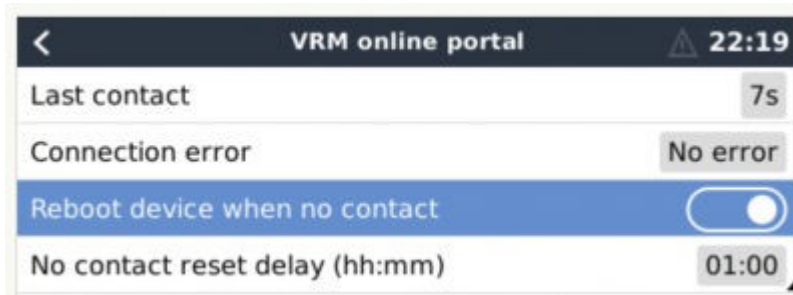 VRM online portal 22:19
Last contact 7s
Connection error No error
Reboot device when no contact
No contact reset delay (hh:mm) 01:00